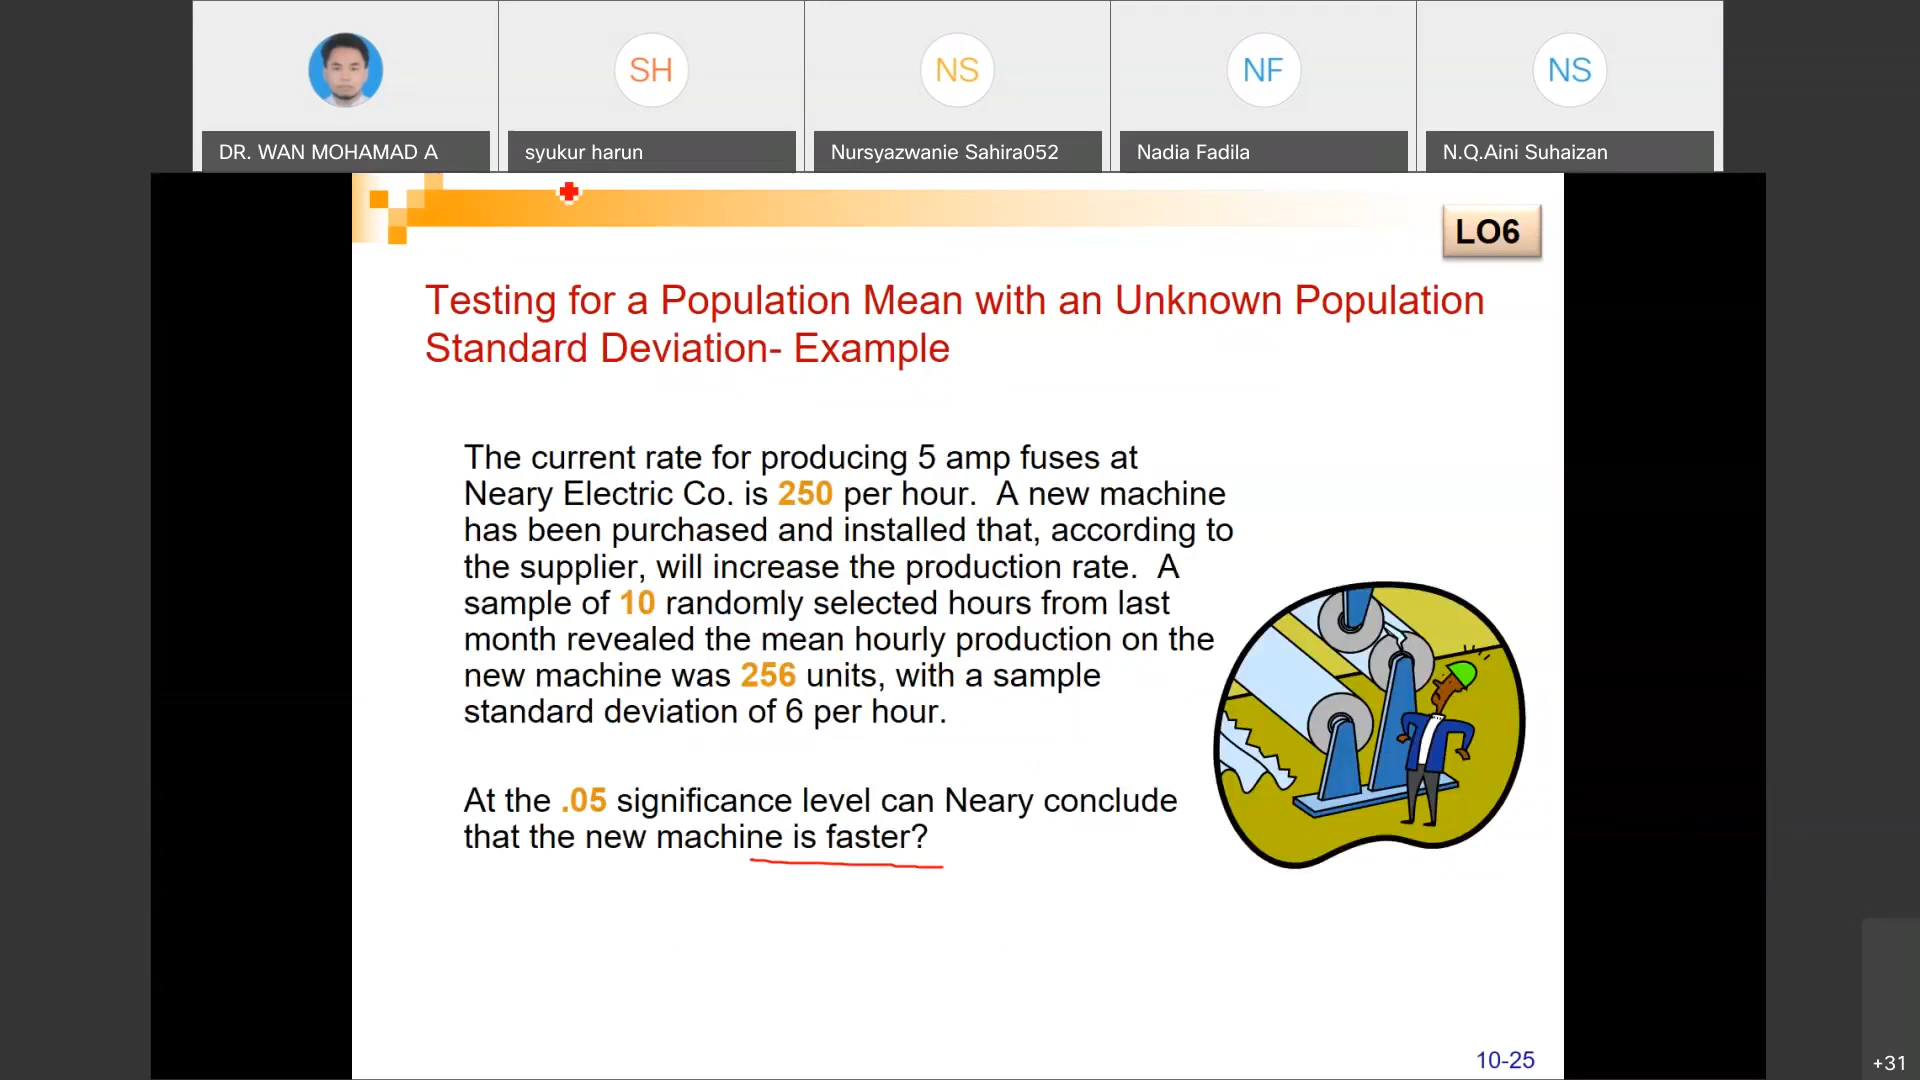 SH
NS
NF
NS
DR. WAN MOHAMAD A
syukur harun
Nursyazwanie Sahira052
Nadia Fadila
N.Q.Aini Suhaizan
LO6
Testing for a Population Mean with an Unknown Population
Standard Deviation- Example
The current rate for producing 5 amp fuses at
Neary Electric Co. is 250 per hour.  A new machine
has been purchased and installed that, according to
the supplier, will increase the production rate.  A
sample of 10 randomly selected hours from last
month revealed the mean hourly production on the
new machine was 256 units, with a sample
standard deviation of 6 per hour.
At the .05 significance level can Neary conclude
that the new machine is faster?
10-25
+31